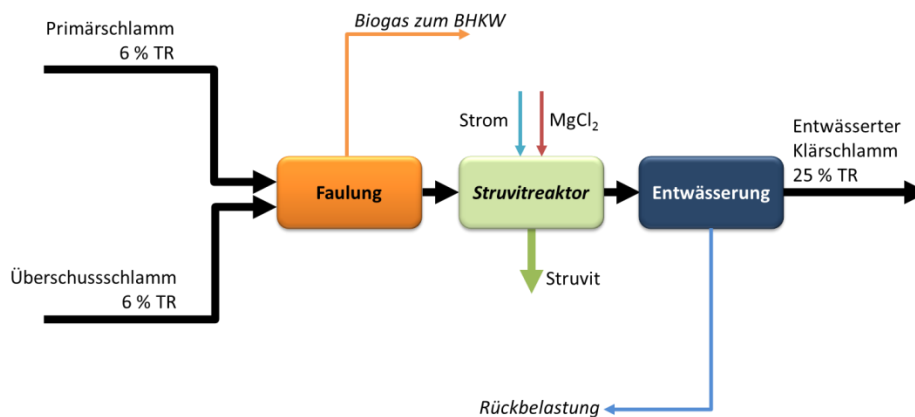 Biogas zum BHKW
Primärschlamm
6 % TR
Strom
MgCl₂
Entwässerter
Klärschlamm
25 % TR
Faulung
Struvitreaktor
Entwässerung
Überschussschlamm
6 % TR
Struvit
Rückbelastung